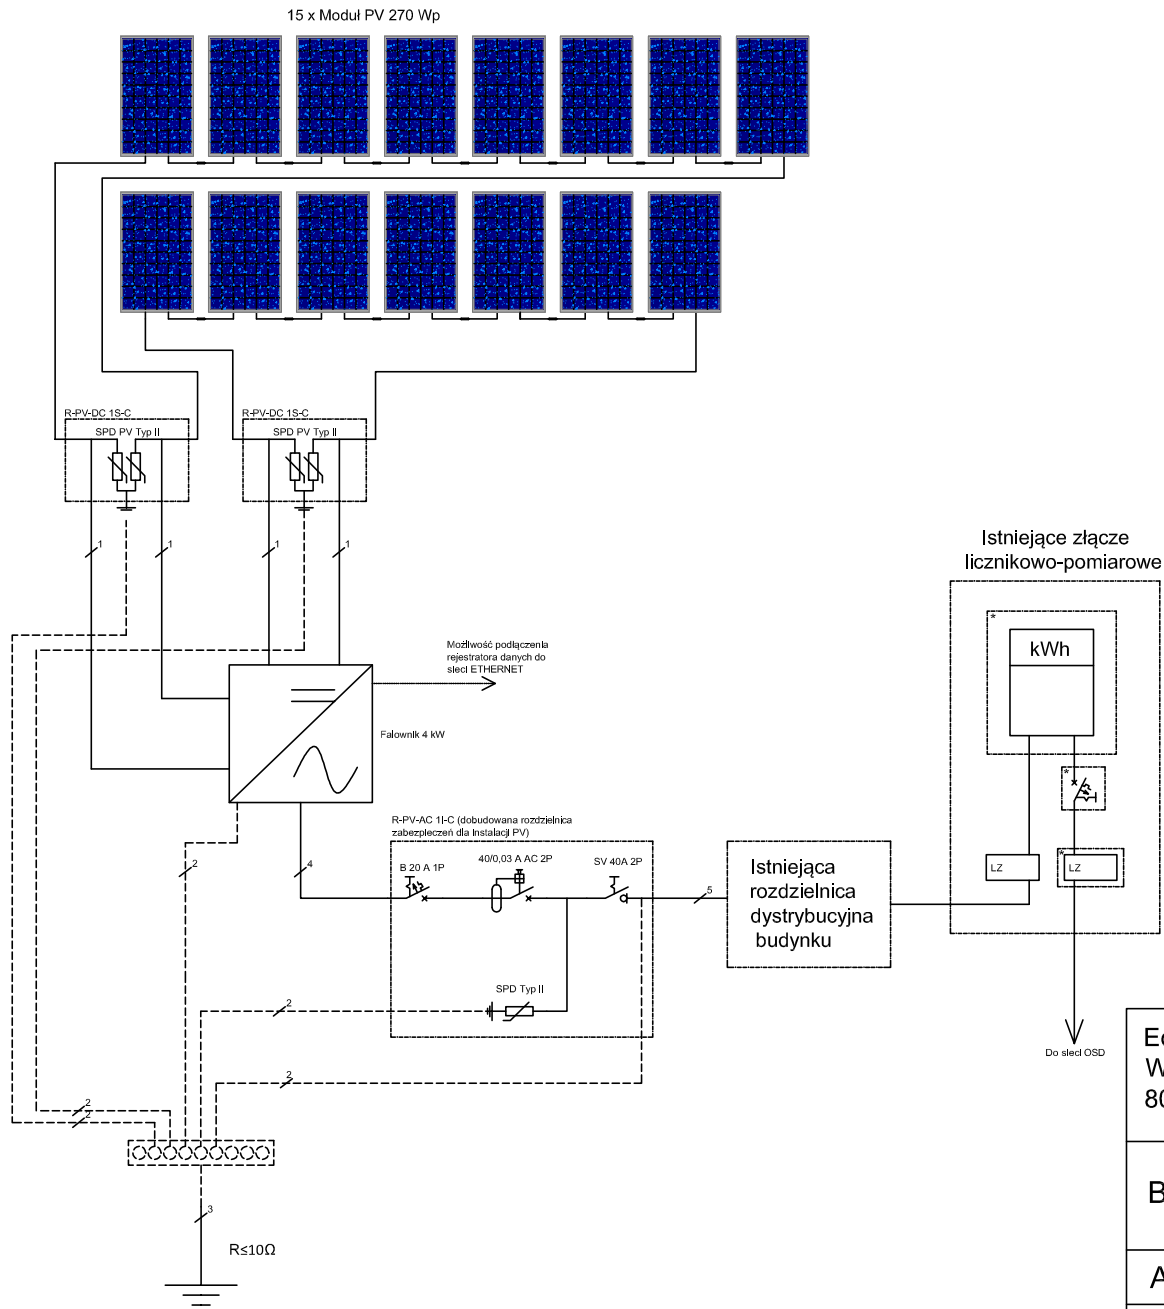 15 x Moduł PV 270 Wp
R-PV-DC 1S-C
SPD PV Typ II
R-PV-DC 1S-C
SPD PV Typ II
1
1
1
1
Istniejące złącze
licznikowo-pomiarowe
*
kWh
*
LZ
*
LZ
Do sieci OSD
Możliwość podłączenia
rejestratora danych do
sieci ETHERNET
Falownik 4 kW
R-PV-AC 1I-C (dobudowana rozdzielnica
zabezpieczeń dla Instalacji PV)
B 20 A 1P
40/0,03 A AC 2P
SV 40A 2P
SPD Typ II
2
4
5
Istniejąca
rozdzielnica
dystrybucyjna
budynku
2
2
2
2
3
R≤10Ω
80
A